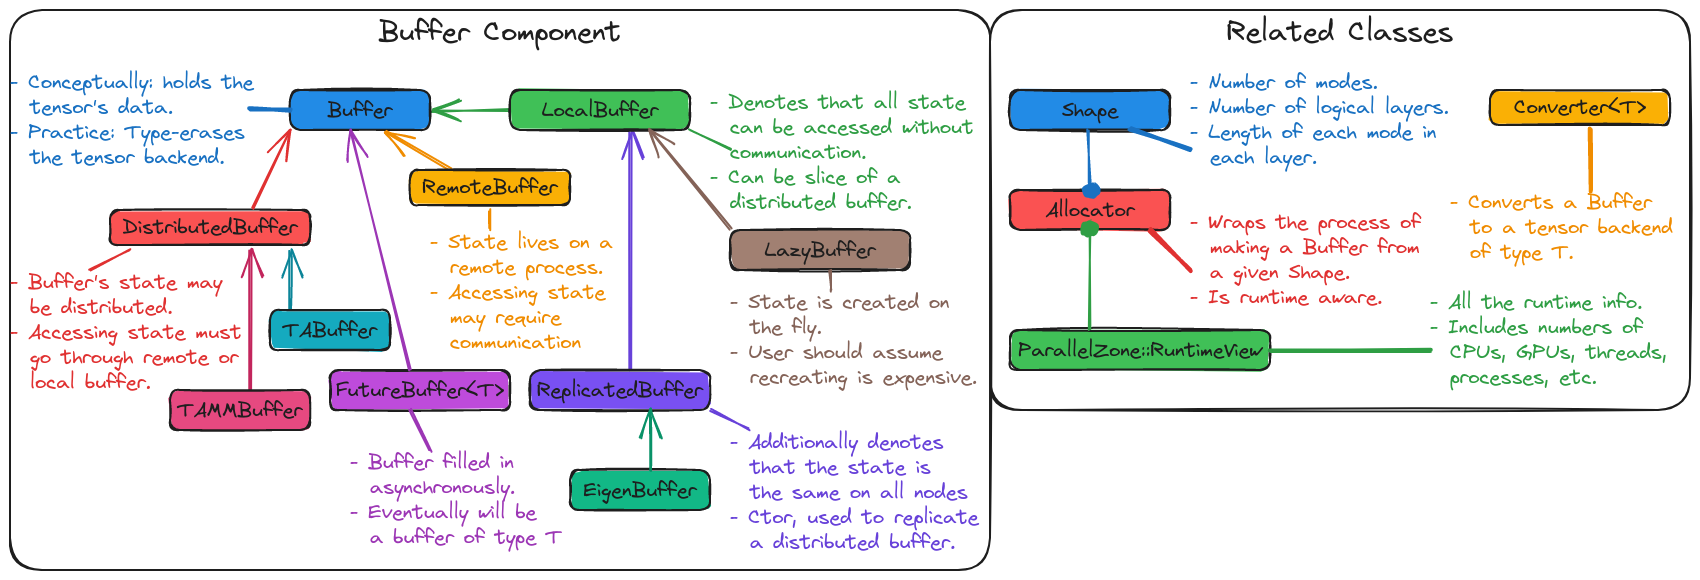 Buffer Component
- Conceptually: holds the
tensor's data.
- Practice: Type-erases
the tensor backend.
Buffer
LocalBuffer
- Denotes that all state
can be accessed without
communication.
- Can be slice of a
distributed buffer.
RemoteBuffer
- State lives on a
remote process.
- Accessing state
may require
communication
DistributedBuffer
- Buffer's state may
be distributed.
- Accessing state must
go through remote or
local buffer.
LazyBuffer
- State is created on
the fly.
- User should assume
recreating is expensive.
TABuffer
TAMMBuffer
FutureBuffer<T>
- Buffer filled in
asynchronously.
- Eventually will be
a buffer of type T
ReplicatedBuffer
- Additionally denotes
that the state is
the same on all nodes
- Ctor, used to replicate
a distributed buffer.
EigenBuffer
Related Classes
Shape
- Number of modes.
- Number of logical layers.
- Length of each mode in
each layer.
Converter<T>
- Converts a Buffer
to a tensor backend
of type T.
Allocator
- Wraps the process of
making a Buffer from
a given Shape.
- Is runtime aware.
ParallelZone::RuntimeView
- All the runtime info.
- Includes numbers of
CPUs, GPUs, threads,
processes, etc.